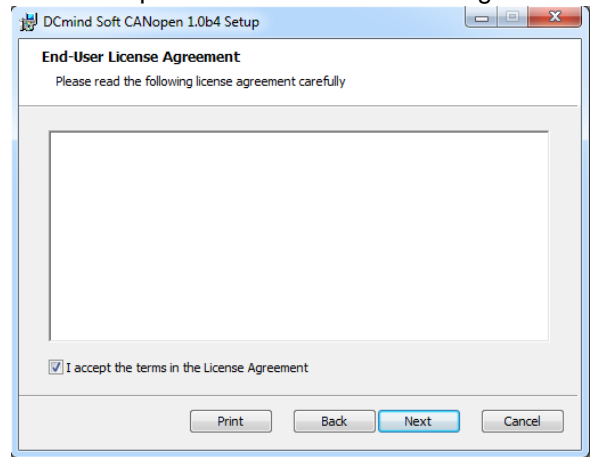 DCmind Soft CANopen 1.0b4 Setup
End-User License Agreement
Please read the following license agreement carefully
I accept the terms in the License Agreement
Print Back Next Cancel